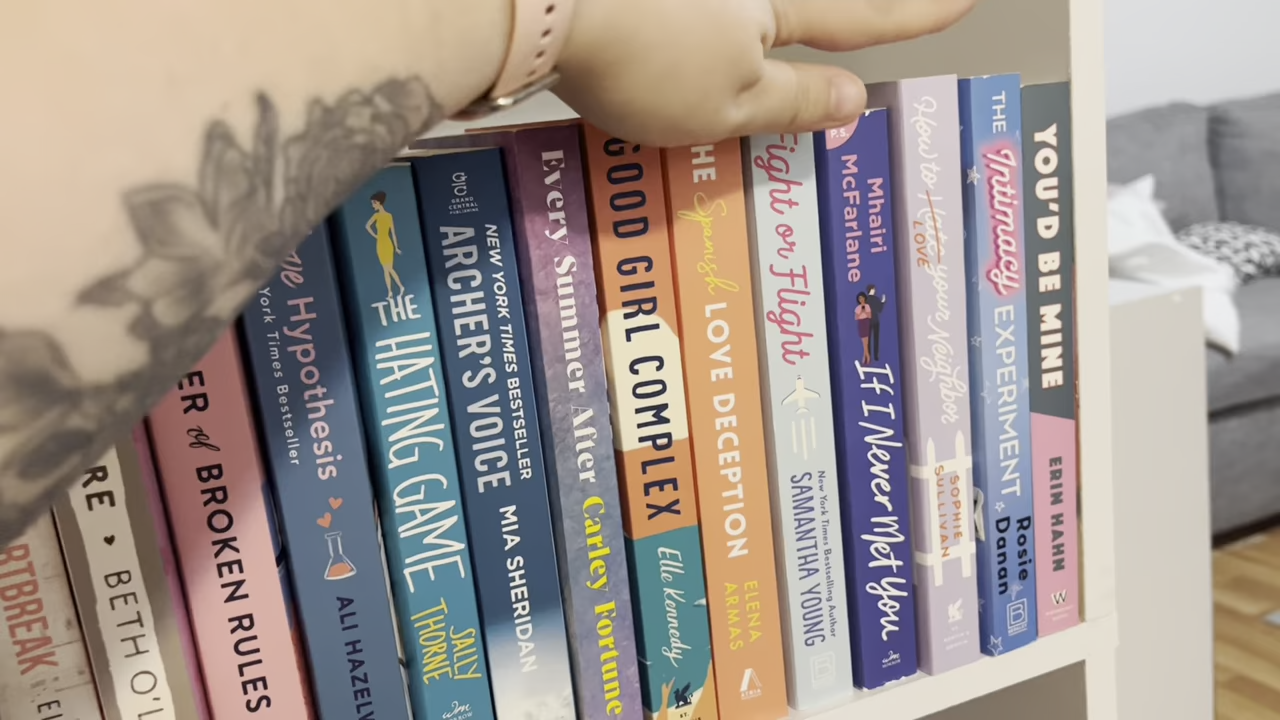 BTBREAK
RE ♥ BETH O'L
ER of BROKEN RULES
le Hypothesis
York Times Bestseller
ALI HAZELW
THE HATING GAME
SALLY
THORNE
GRAND
CENTRAL
PUBLISHING
NEW YORK TIMES BESTSELLER
ARCHER'S VOICE
MIA SHERIDAN
Every Summer After
Carley Fortune
GOOD GIRL COMPLEX
Elle Kennedy
HE Spanish LOVE DECEPTION
ELENA
ARMAS
Fight or Flight
New York Times Bestselling Author
SAMANTHA YOUNG
P.S.
Mhairi
McFarlane
If I Never Met You
How to Hate your Neighbor
LOVE
SOPHIE
SULLIVAN
THE Intimacy EXPERIMENT
Rosie
Danan
YOU'D BE MINE
ERIN HAHN
W